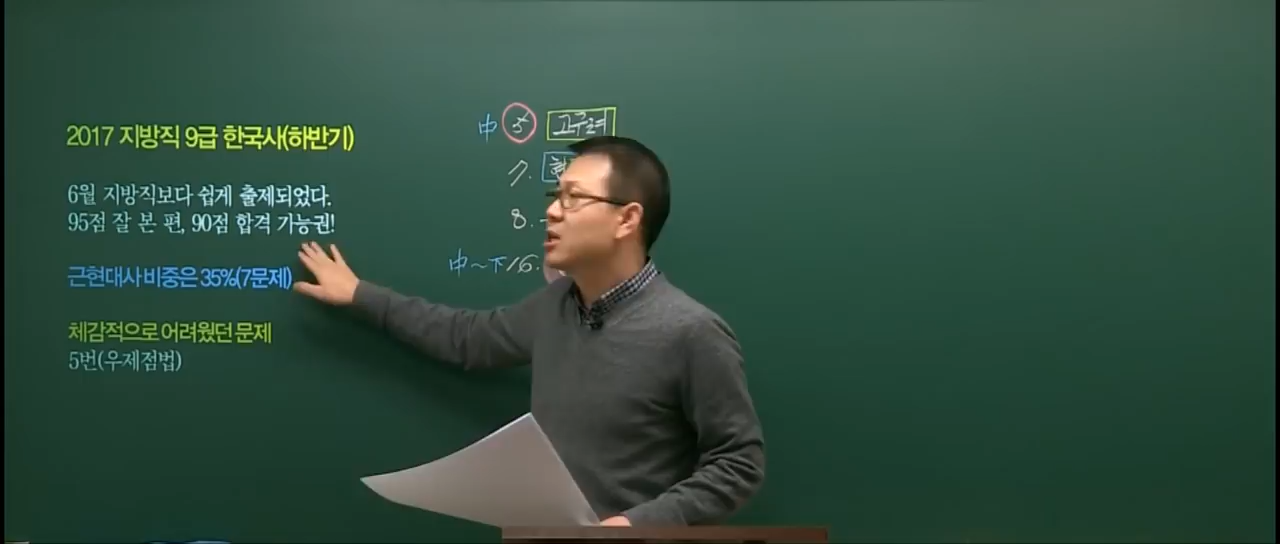 2017 지방직 9급 한국사(하반기)
6월 지방직보다 쉽게 출제되었다.
95점 잘 본 편, 90점 합격 가능권!
근현대사 비중은 35%(7문제)
체감적으로 어려웠던 문제
5번(우제점법)
中 5 고구려
7.
8.
中~下 16.